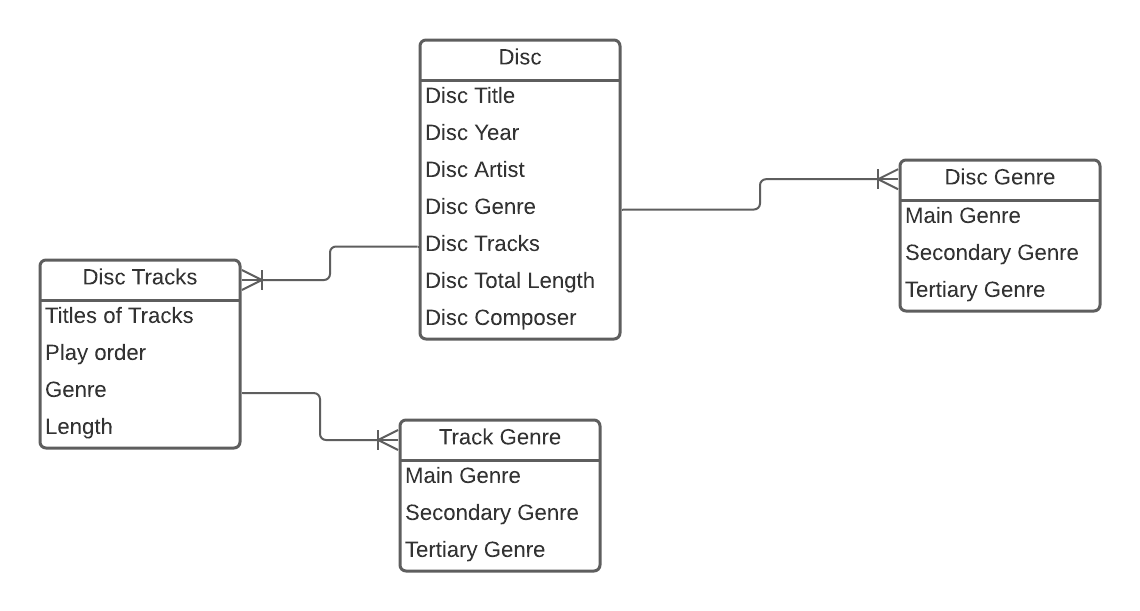 Disc
Disc Title
Disc Year
Disc Artist
Disc Genre
Disc Tracks
Disc Total Length
Disc Composer
Disc Genre
Main Genre
Secondary Genre
Tertiary Genre
Disc Tracks
Titles of Tracks
Play order
Genre
Length
Track Genre
Main Genre
Secondary Genre
Tertiary Genre